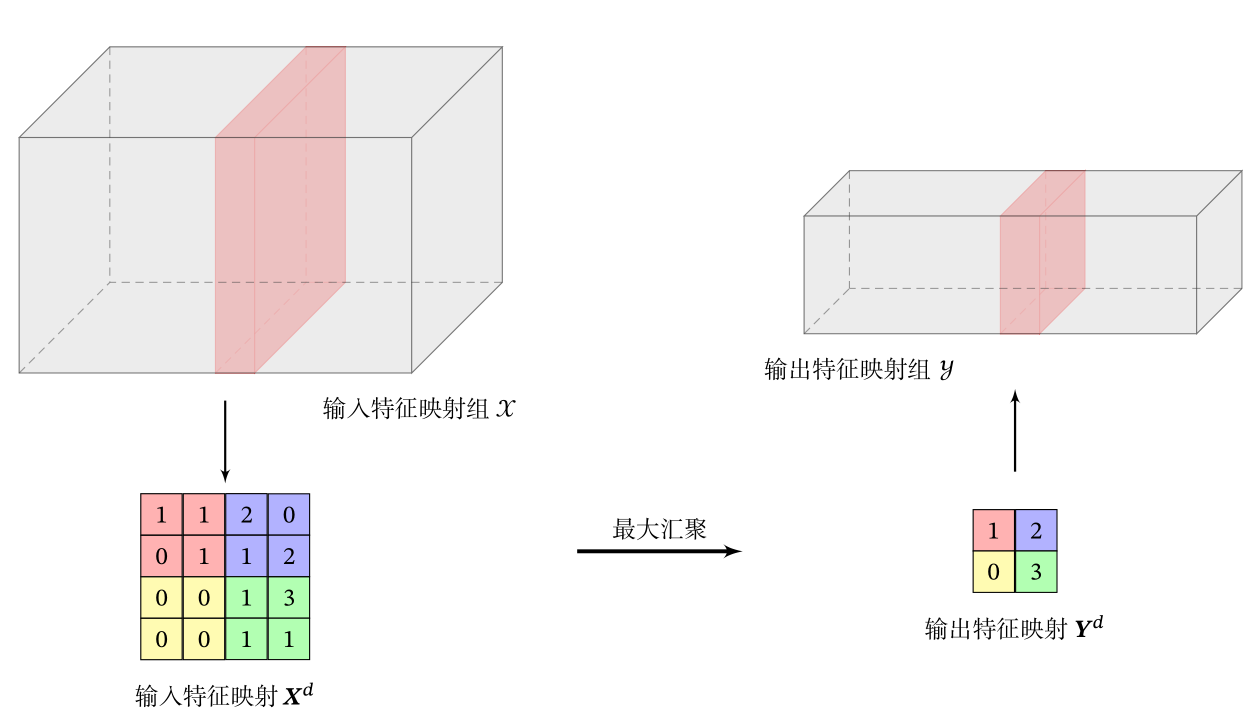 输入特征映射组 𝒳
输出特征映射组 𝒴
1 1 2 0
0 1 1 2
0 0 1 3
0 0 1 1
最大汇聚
1 2
0 3
输入特征映射 𝑿ᵈ
输出特征映射 𝒀ᵈ